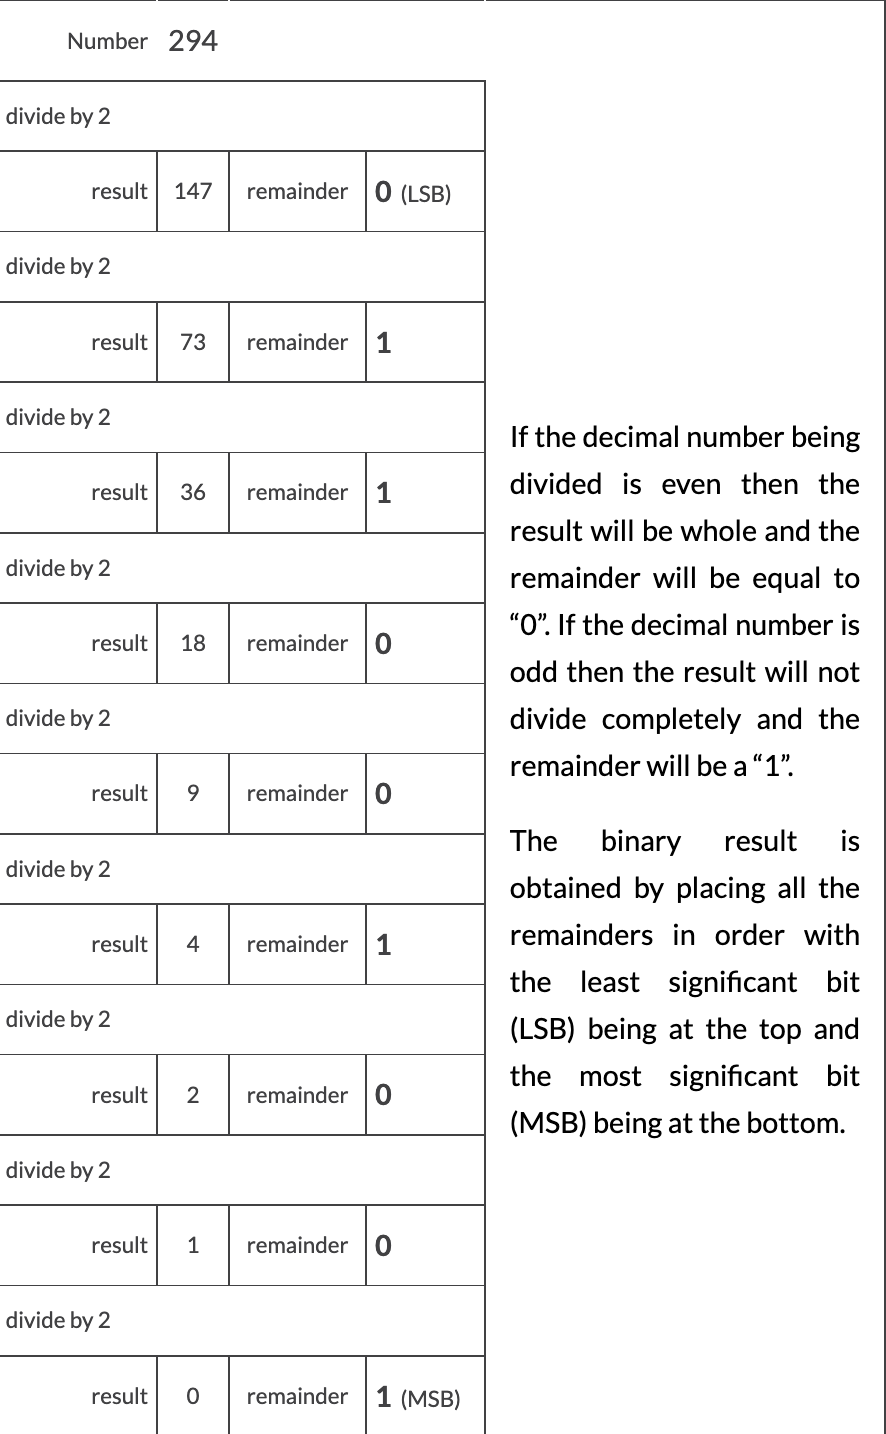 Number 294
divide by 2
result 147 remainder 0 (LSB)
divide by 2
result 73 remainder 1
divide by 2
result 36 remainder 1
divide by 2
result 18 remainder 0
divide by 2
result 9 remainder 0
divide by 2
result 4 remainder 1
divide by 2
result 2 remainder 0
divide by 2
result 1 remainder 0
divide by 2
result 0 remainder 1 (MSB)
If the decimal number being
divided is even then the
result will be whole and the
remainder will be equal to
“0”. If the decimal number is
odd then the result will not
divide completely and the
remainder will be a “1”.
The binary result is
obtained by placing all the
remainders in order with
the least significant bit
(LSB) being at the top and
the most significant bit
(MSB) being at the bottom.